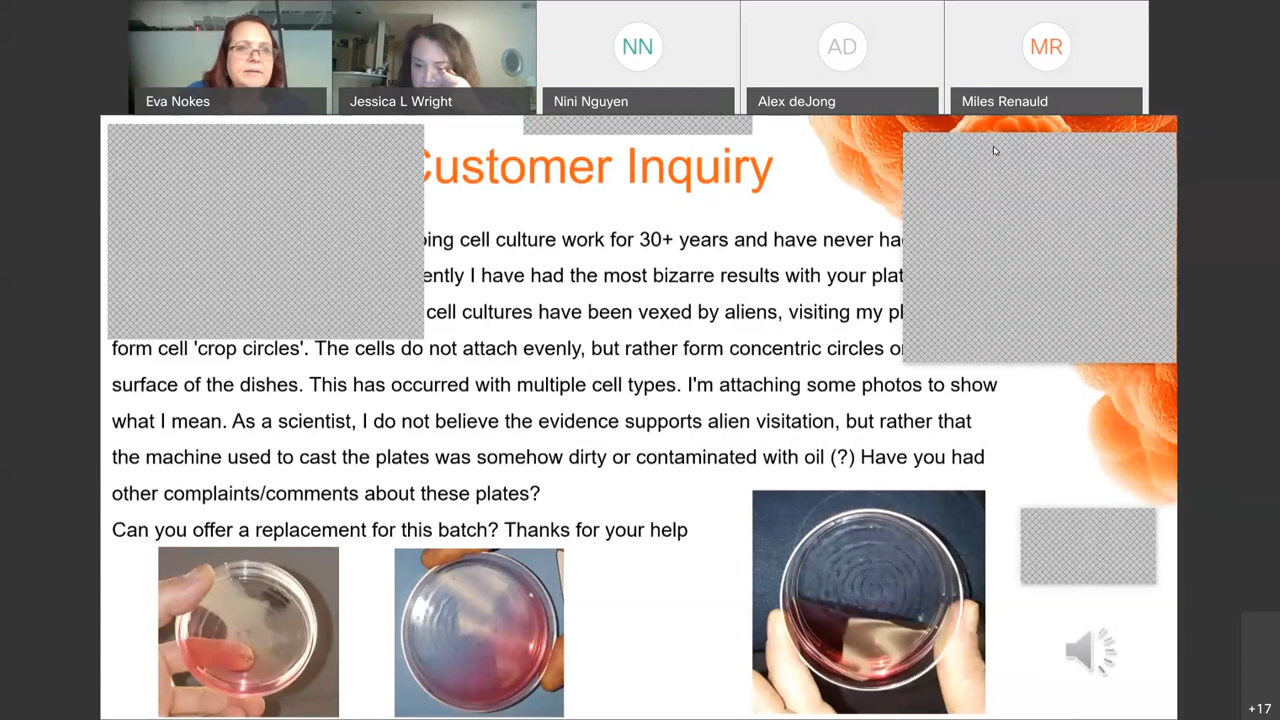 NN
AD
MR
Eva Nokes
Jessica L Wright
Nini Nguyen
Alex deJong
Miles Renauld
Customer Inquiry
cell culture work for 30+ years and have never
I have had the most bizarre results with your
cell cultures have been vexed by aliens, visiting my
form cell 'crop circles'. The cells do not attach evenly, but rather form concentric circles
surface of the dishes. This has occurred with multiple cell types. I'm attaching some photos to show
what I mean. As a scientist, I do not believe the evidence supports alien visitation, but rather that
the machine used to cast the plates was somehow dirty or contaminated with oil (?) Have you had
other complaints/comments about these plates?
Can you offer a replacement for this batch? Thanks for your help
+17